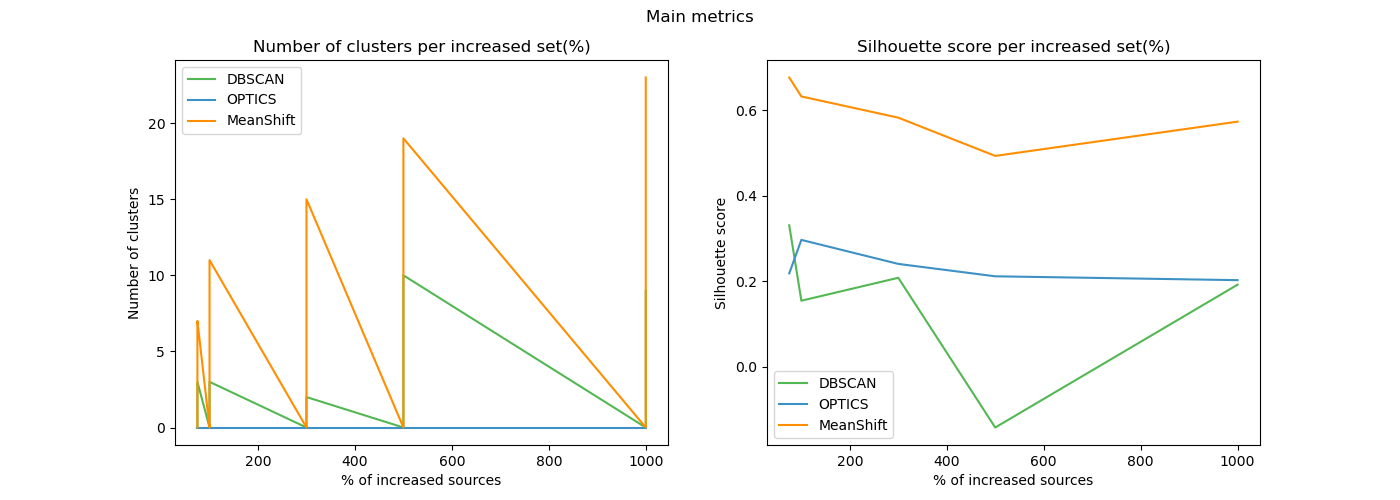 Main metrics
Number of clusters per increased set(%)
DBSCAN
OPTICS
MeanShift
Number of clusters
20
15
10
5
0
200
400
600
800
1000
% of increased sources
Silhouette score per increased set(%)
Silhouette score
0.6
0.4
0.2
0.0
DBSCAN
OPTICS
MeanShift
200
400
600
800
1000
% of increased sources